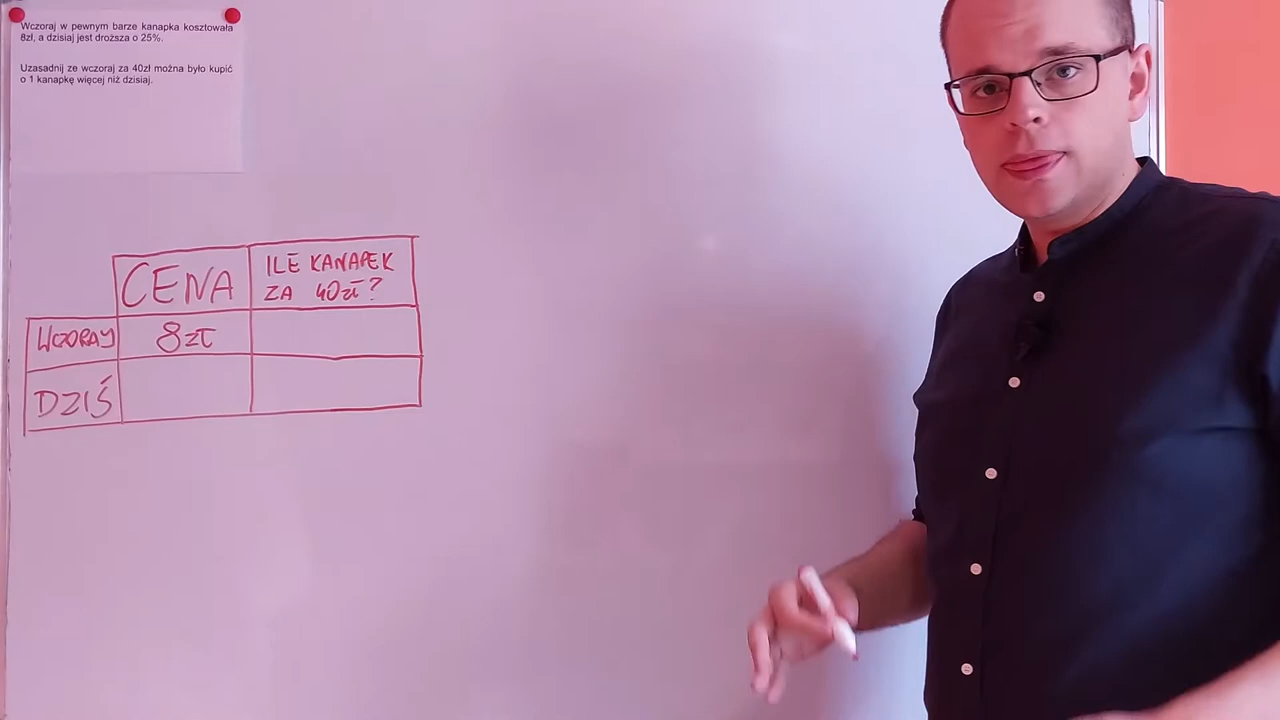 Wczoraj w pewnym barze kanapka kosztowała
8zł, a dzisiaj jest droższa o 25%.
Uzasadnij ze wczoraj za 40zł można było kupić
o 1 kanapkę więcej niż dzisiaj.
CENA
ILE KANAPEK
ZA 40zł?
WCZORAJ
8zł
DZIŚ